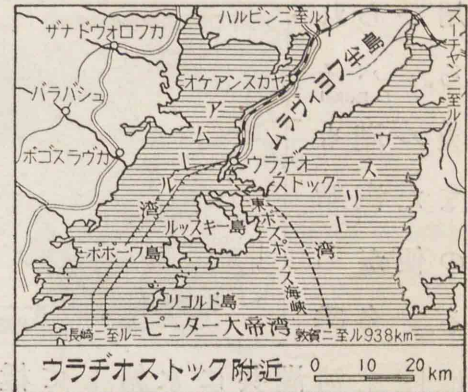 ハルビンニ至ル
スーチャンニ至ル
ザナドウォロフカ
オケアンスカヤ
ムラヴィヨフ半島
バラバシュ
アムール湾
ウスリー湾
ボゴスラヴカ
ウラヂオ
ストック
東ボスポラス海峡
ルッスキー島
ポポーフ島
リコルド島
長崎ニ至ル
ピーター大帝湾
敦賀ニ至ル938km
ウラヂオストック附近
0 10 20 km